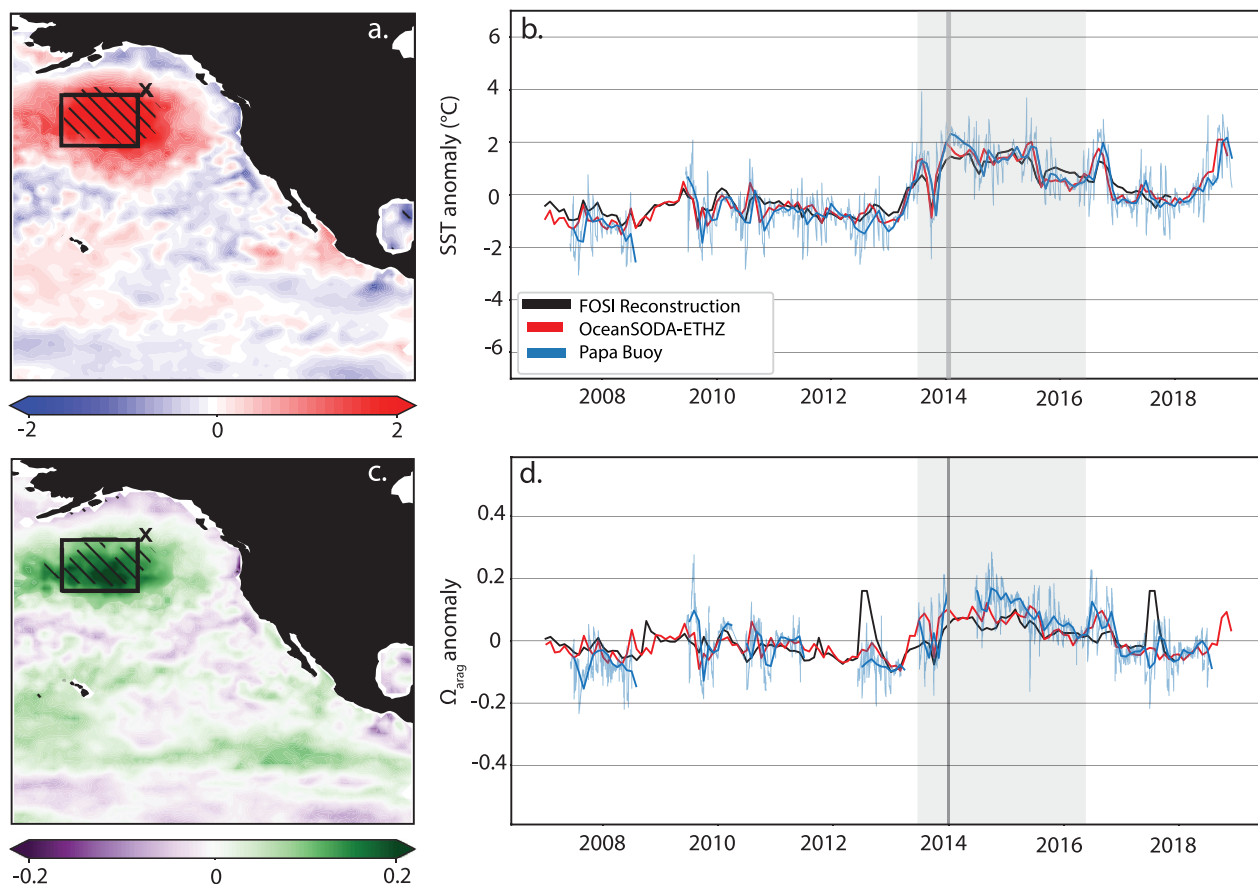 a.
x
-2 0 2
b.
SST anomaly (°C)
6
4
2
0
-2
-4
-6
FOSI Reconstruction
OceanSODA-ETHZ
Papa Buoy
2008 2010 2012 2014 2016 2018
c.
x
-0.2 0 0.2
d.
Ωarag anomaly
0.4
0.2
0
-0.2
-0.4
2008 2010 2012 2014 2016 2018